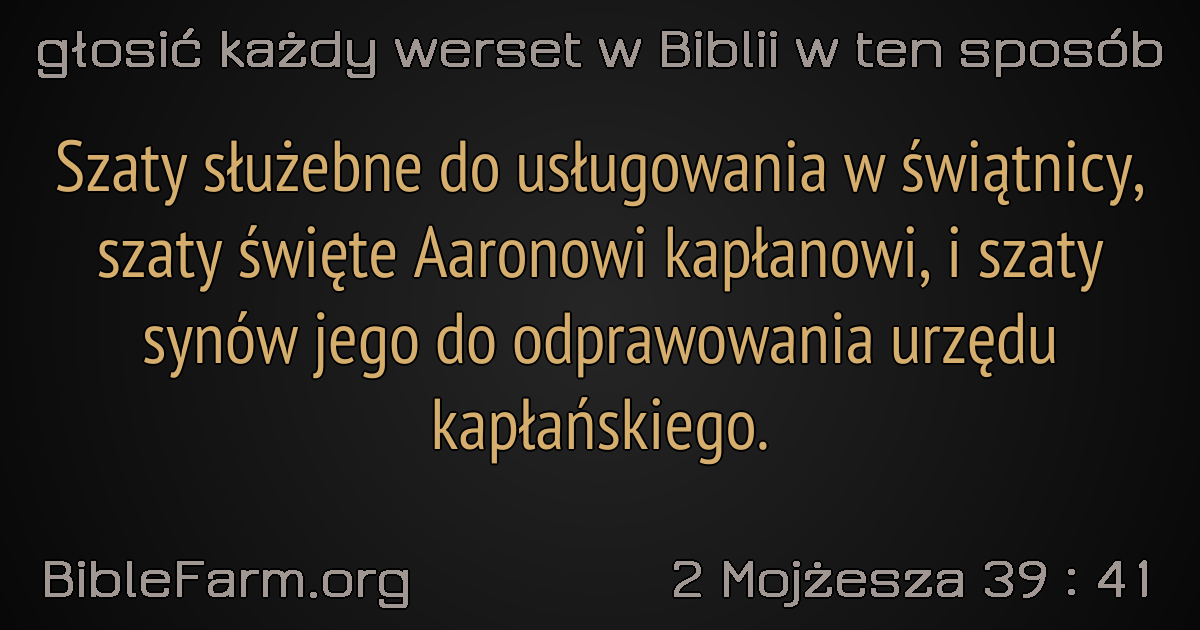 głosić każdy werset w Biblii w ten sposób
Szaty służebne do usługowania w świątnicy,
szaty święte Aaronowi kapłanowi, i szaty
synów jego do odprawowania urzędu
kapłańskiego.
BibleFarm.org
2 Mojżesza 39 : 41